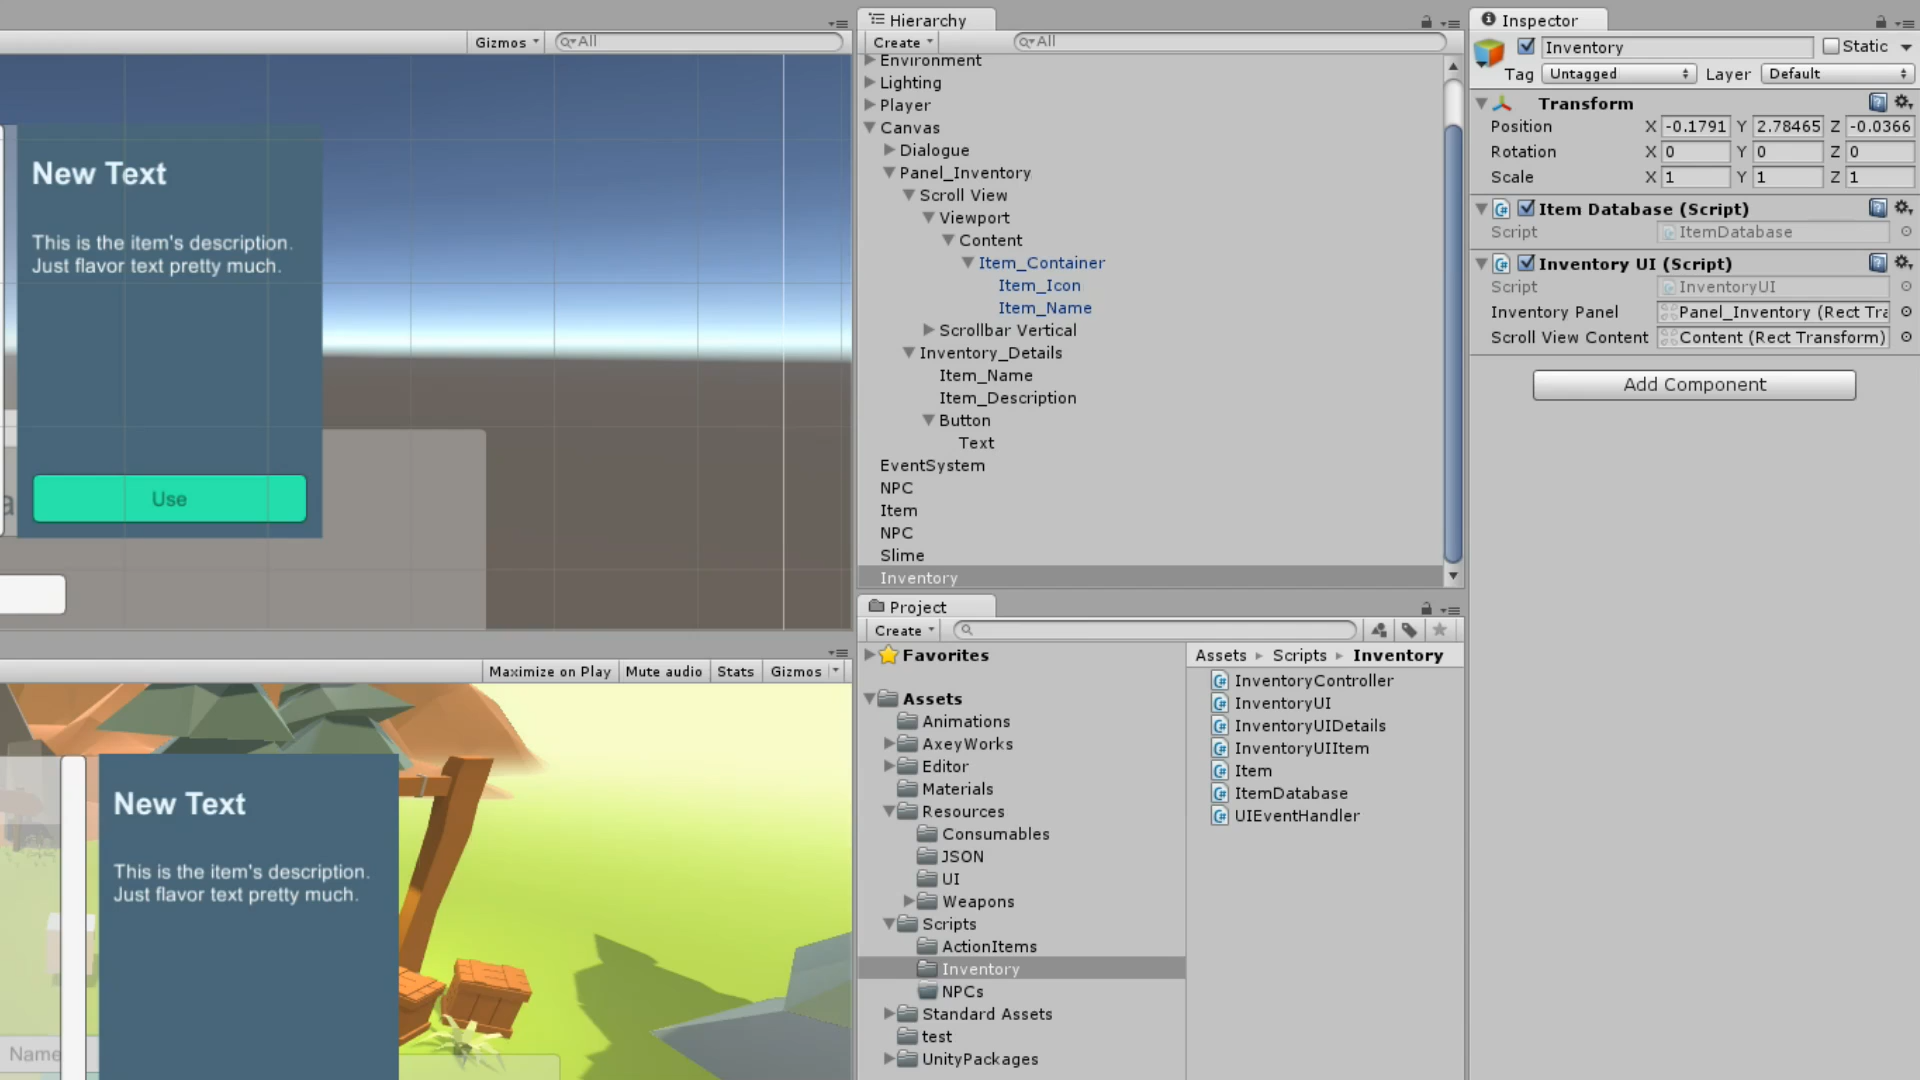 Gizmos
All
New Text
This is the item's description.
Just flavor text pretty much.
Use
Maximize on Play
Mute audio
Stats
Gizmos
New Text
This is the item's description.
Just flavor text pretty much.
Name
Hierarchy
Create
All
Environment
Lighting
Player
Canvas
Dialogue
Panel_Inventory
Scroll View
Viewport
Content
Item_Container
Item_Icon
Item_Name
Scrollbar Vertical
Inventory_Details
Item_Name
Item_Description
Button
Text
EventSystem
NPC
Item
NPC
Slime
Inventory
Project
Create
Favorites
Assets
Animations
AxeyWorks
Editor
Materials
Resources
Consumables
JSON
UI
Weapons
Scripts
ActionItems
Inventory
NPCs
Standard Assets
test
UnityPackages
Assets Scripts Inventory
InventoryController
InventoryUI
InventoryUIDetails
InventoryUIItem
Item
ItemDatabase
UIEventHandler
Inspector
Inventory
Static
Tag Untagged Layer Default
Transform
Position X -0.1791 Y 2.78465 Z -0.0366
Rotation X 0 Y 0 Z 0
Scale X 1 Y 1 Z 1
Item Database (Script)
Script ItemDatabase
Inventory UI (Script)
Script InventoryUI
Inventory Panel Panel_Inventory (Rect Tra
Scroll View Content Content (Rect Transform)
Add Component